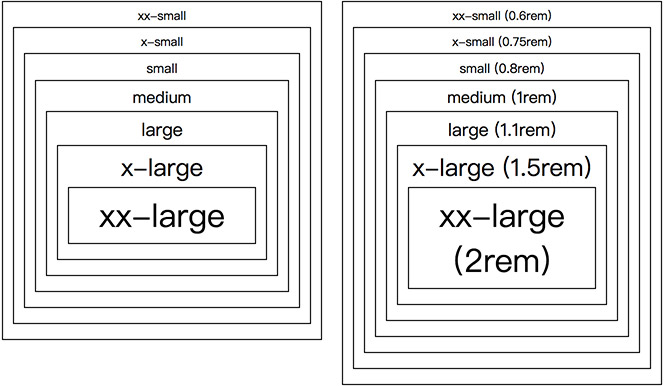 xx-small
x-small
small
medium
large
x-large
xx-large
xx-small (0.6rem)
x-small (0.75rem)
small (0.8rem)
medium (1rem)
large (1.1rem)
x-large (1.5rem)
xx-large
(2rem)